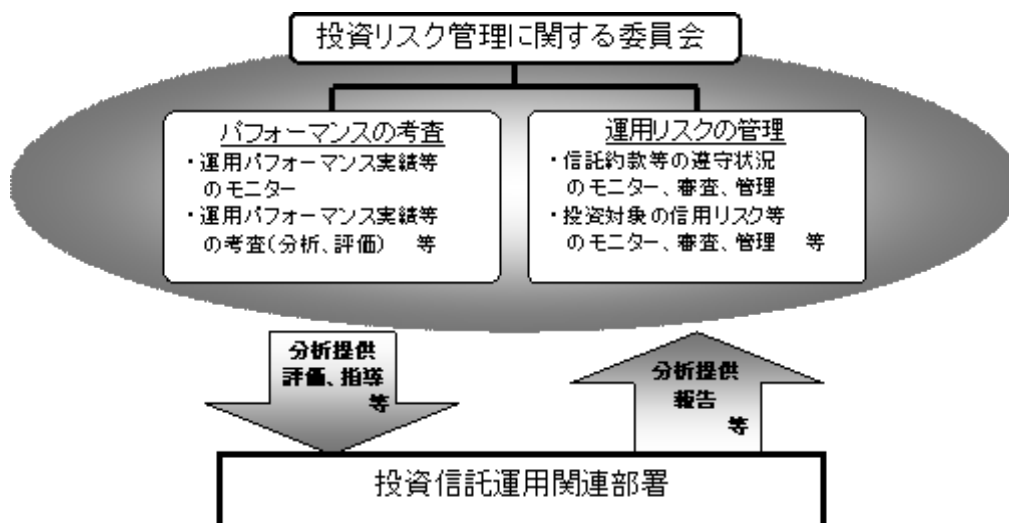 投資リスク管理に関する委員会
パフォーマンスの考査
・運用パフォーマンス実績等
のモニター
・運用パフォーマンス実績等
の考査(分析、評価) 等
運用リスクの管理
・信託約款等の遵守状況
のモニター、審査、管理
・投資対象の信用リスク等
のモニター、審査、管理 等
分析提供
評価、指導
等
分析提供
報告
等
投資信託運用関連部署